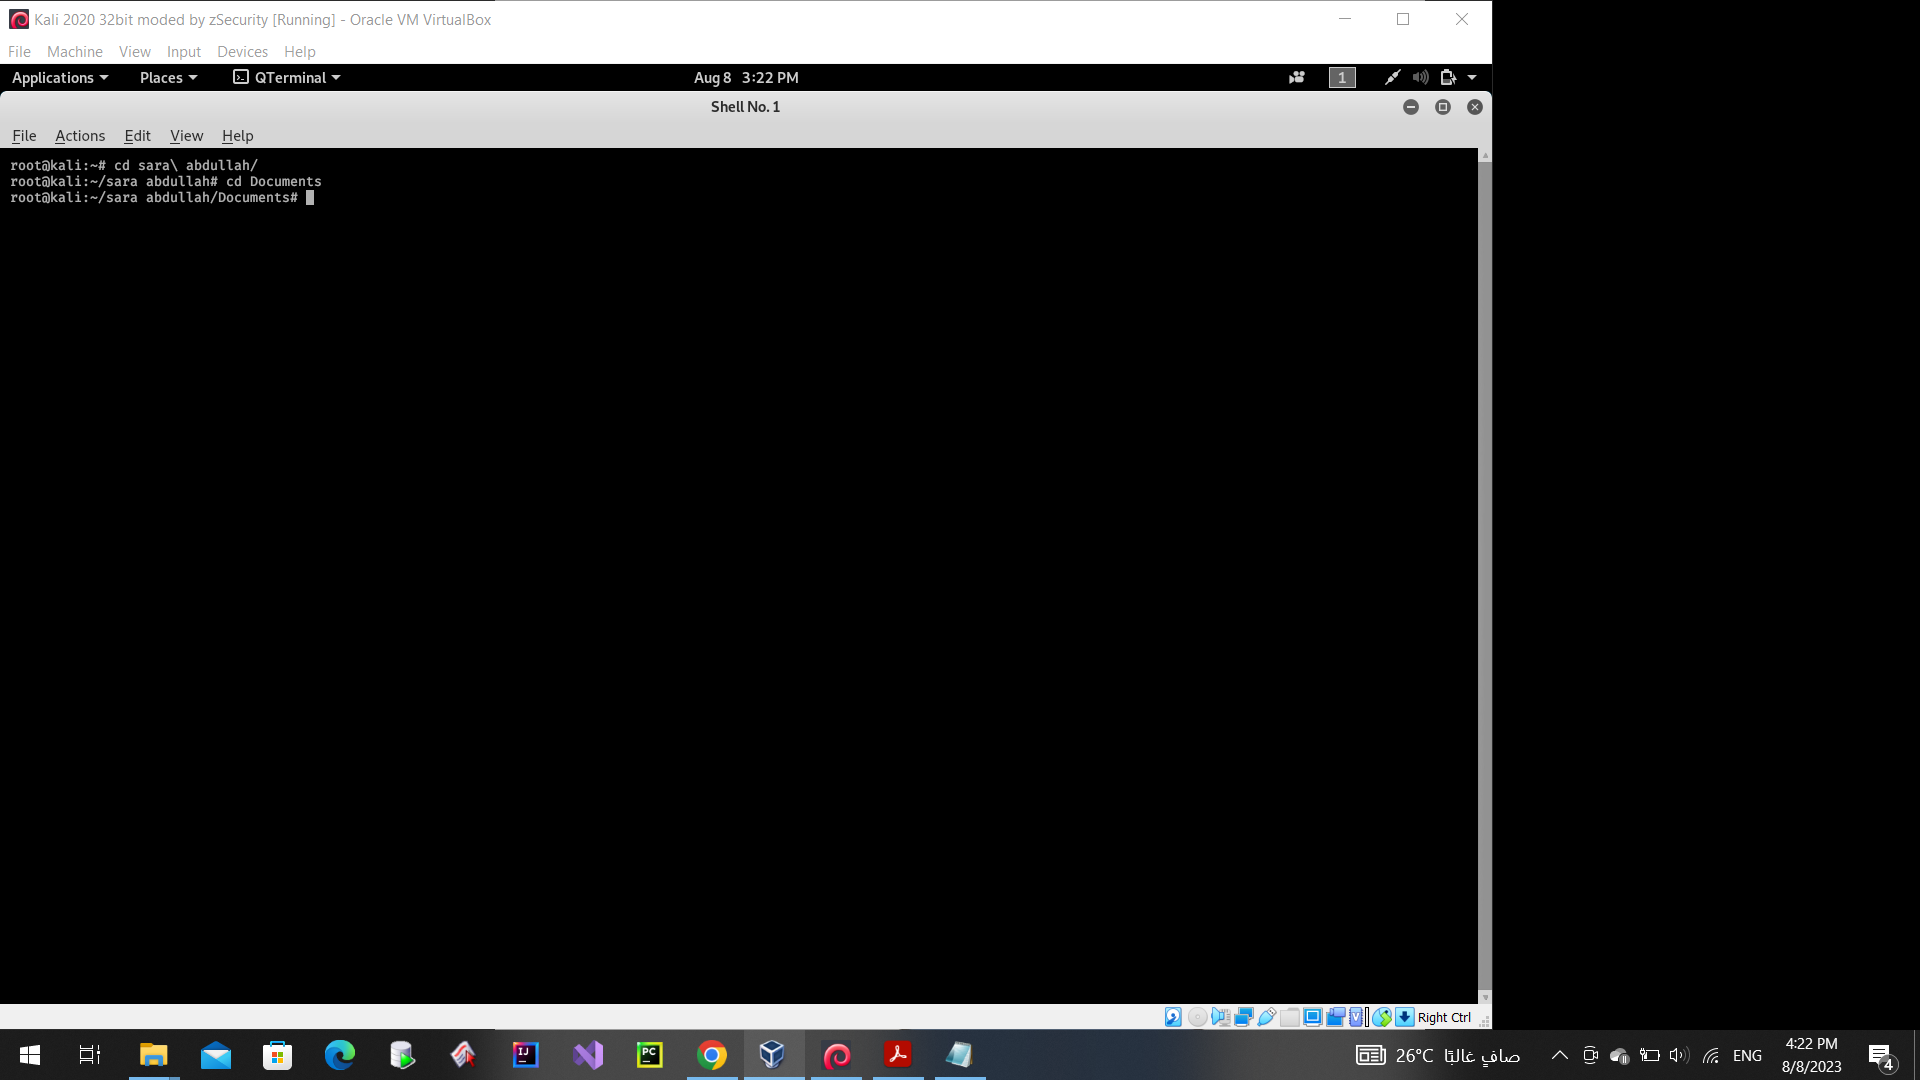 Kali 2020 32bit moded by zSecurity [Running] - Oracle VM VirtualBox
File Machine View Input Devices Help
Applications Places QTerminal Aug 8 3:22 PM 1
Shell No. 1
File Actions Edit View Help
root@kali:~# cd sara\ abdullah/
root@kali:~/sara abdullah# cd Documents
root@kali:~/sara abdullah/Documents#
Right Ctrl
IJ PC 26°C صافٍ غالبًا ENG 4:22 PM
8/8/2023 4